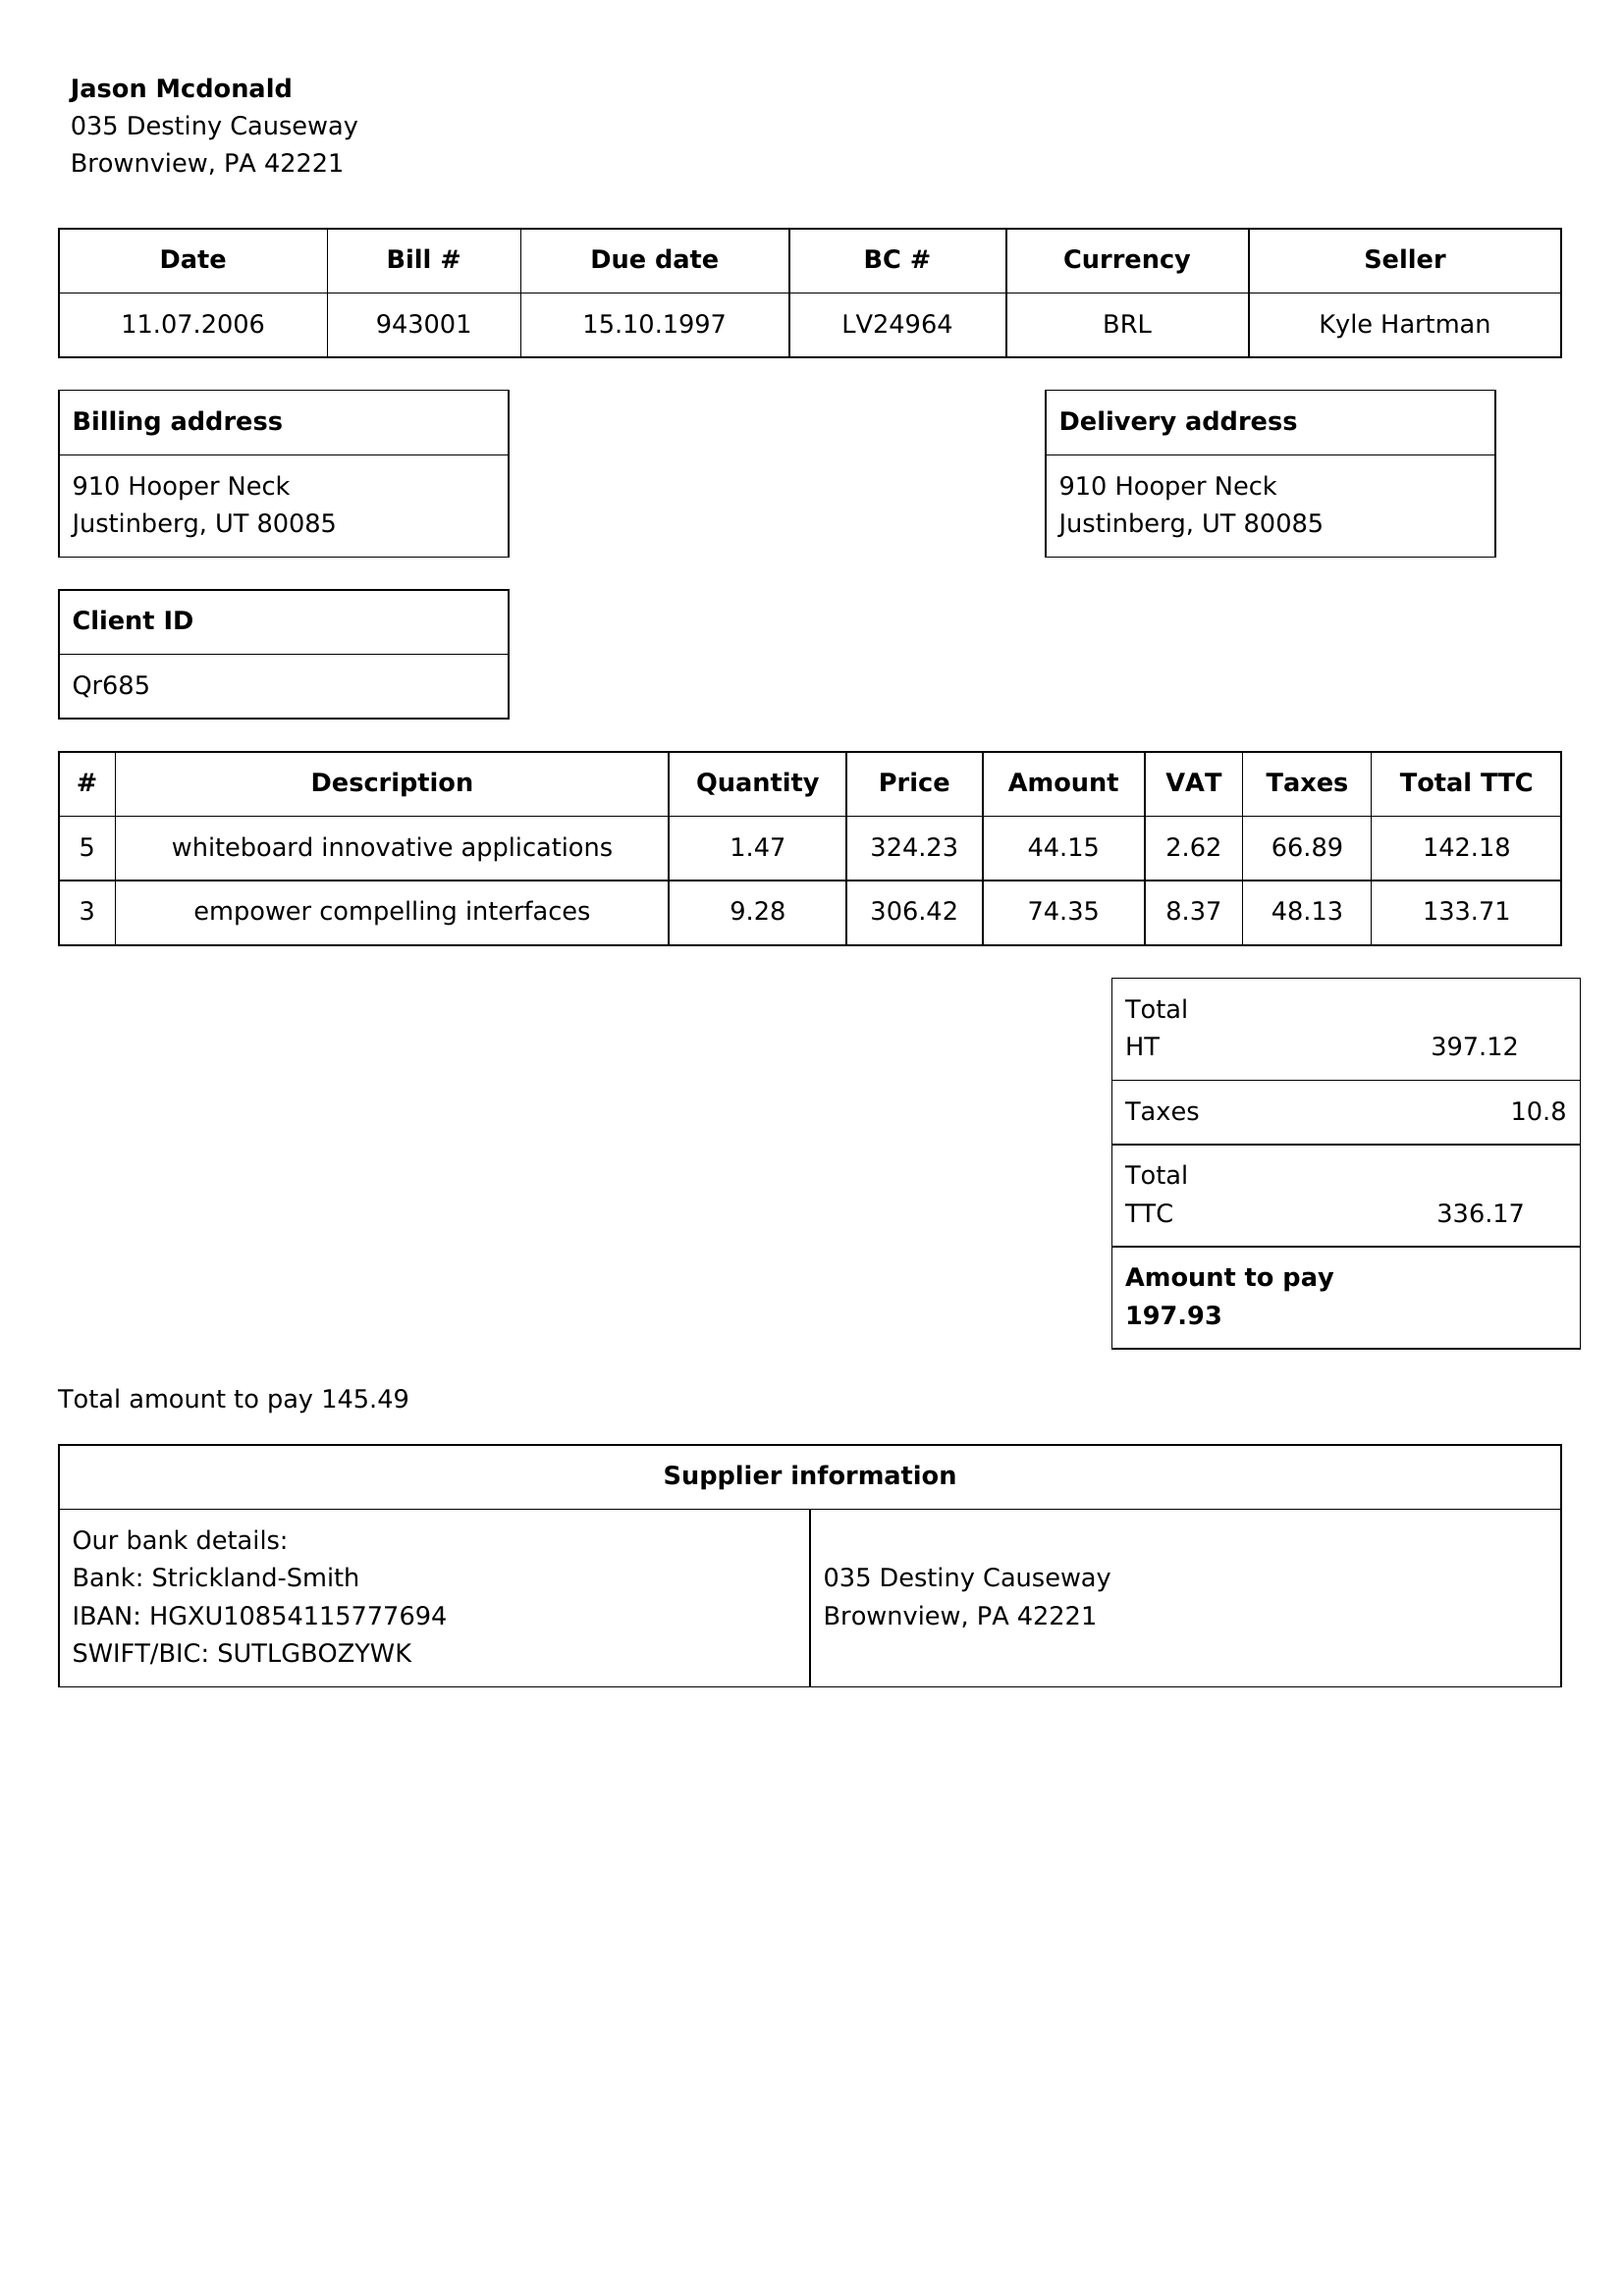 Jason Mcdonald
035 Destiny Causeway
Brownview, PA 42221
Date Bill # Due date BC # Currency Seller
11.07.2006 943001 15.10.1997 LV24964 BRL Kyle Hartman
Billing address
910 Hooper Neck
Justinberg, UT 80085
Delivery address
910 Hooper Neck
Justinberg, UT 80085
Client ID
Qr685
# Description Quantity Price Amount VAT Taxes Total TTC
5 whiteboard innovative applications 1.47 324.23 44.15 2.62 66.89 142.18
3 empower compelling interfaces 9.28 306.42 74.35 8.37 48.13 133.71
Total
HT 397.12
Taxes 10.8
Total
TTC 336.17
Amount to pay
197.93
Total amount to pay 145.49
Supplier information
Our bank details:
Bank: Strickland-Smith
IBAN: HGXU10854115777694
SWIFT/BIC: SUTLGBOZYWK
035 Destiny Causeway
Brownview, PA 42221